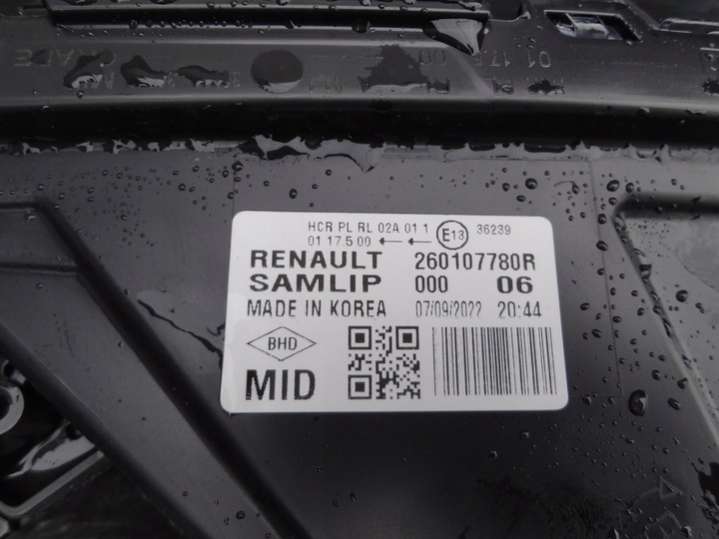 HCR PL RL 02A 01 1 E13 36239
01 17.5 00
RENAULT 260107780R
SAMLIP 000 06
MADE IN KOREA 07/09/2022 20:44
BHD
MID